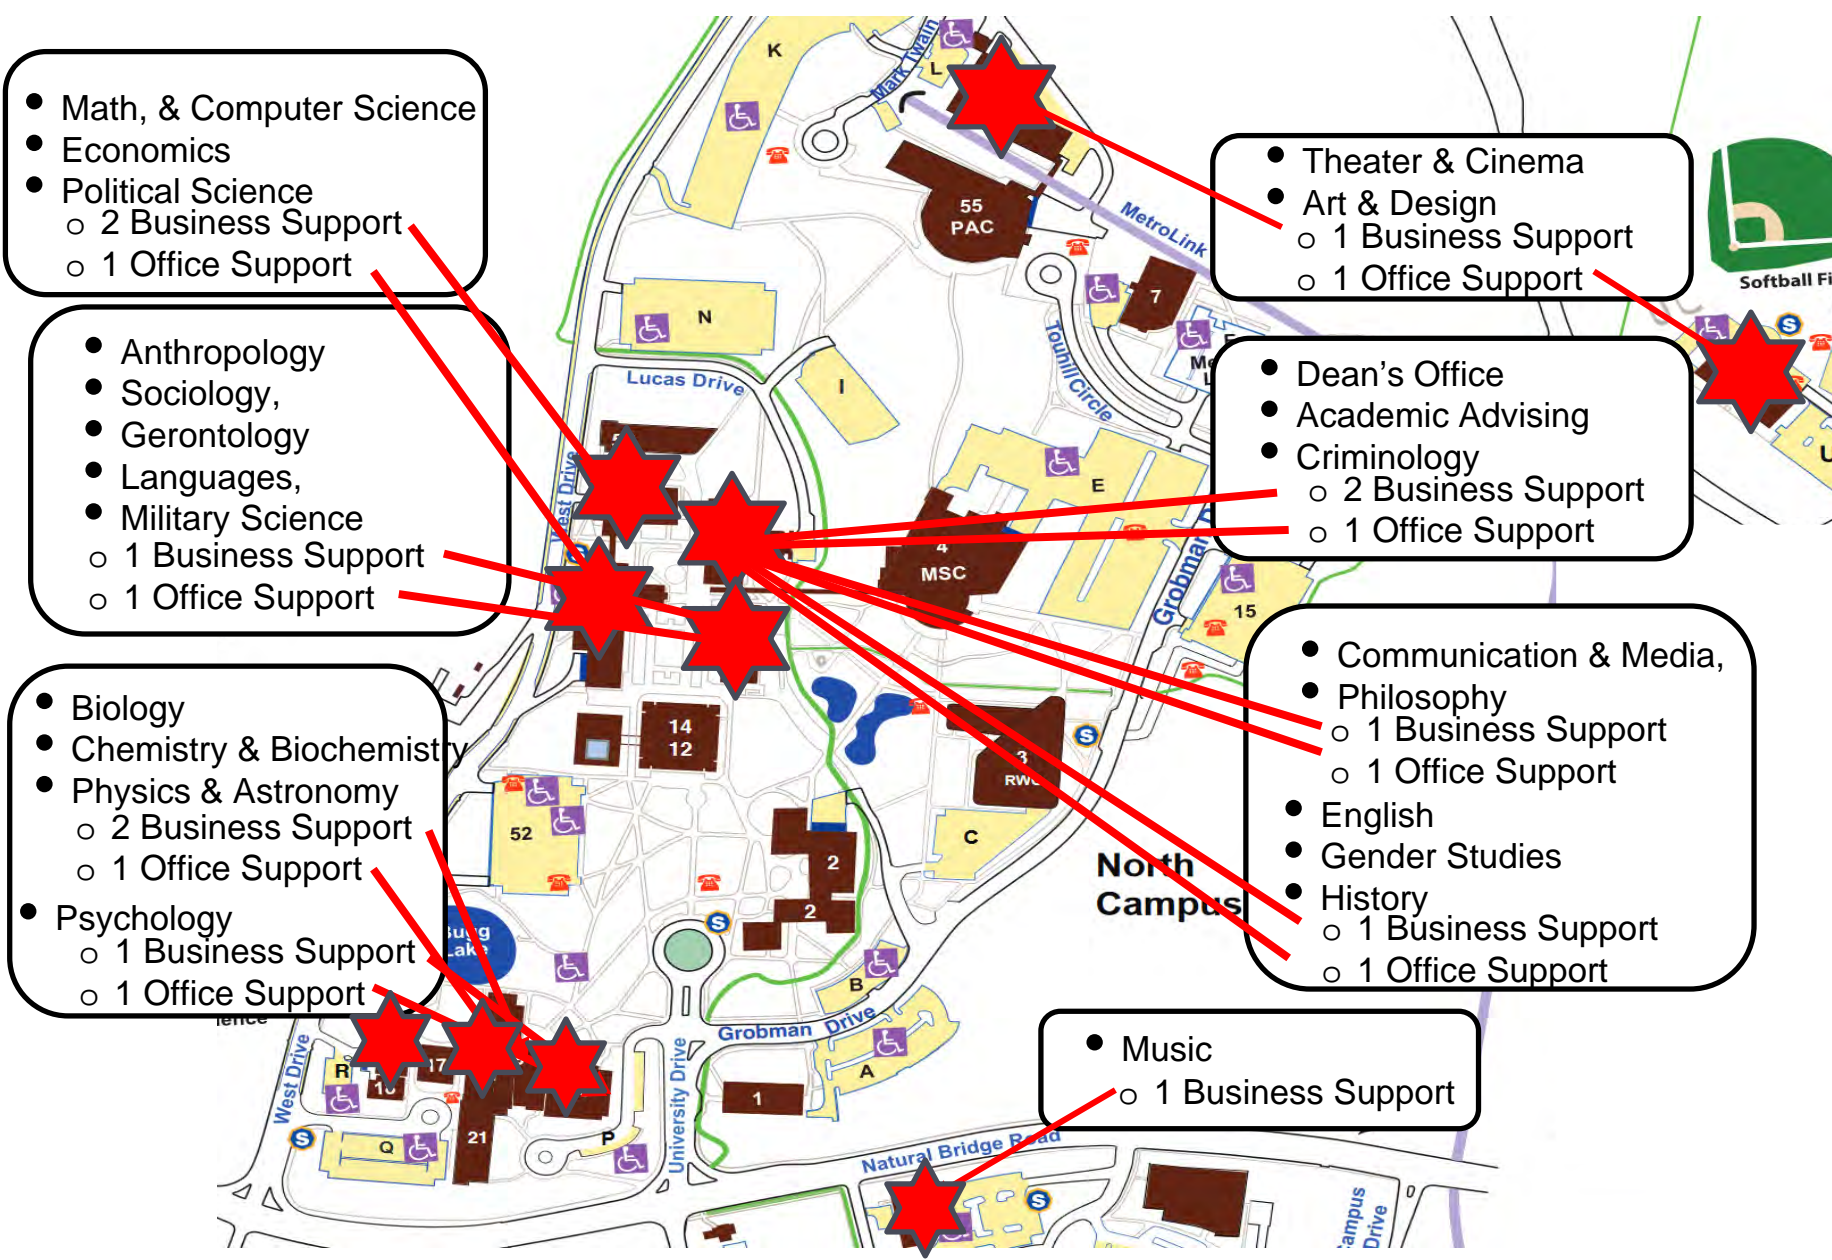 • Math, & Computer Science
• Economics
• Political Science
o 2 Business Support
o 1 Office Support
• Anthropology
• Sociology,
• Gerontology
• Languages,
• Military Science
o 1 Business Support
o 1 Office Support
• Biology
• Chemistry & Biochemistry
• Physics & Astronomy
o 2 Business Support
o 1 Office Support
• Psychology
o 1 Business Support
o 1 Office Support
• Theater & Cinema
• Art & Design
o 1 Business Support
o 1 Office Support
• Dean's Office
• Academic Advising
• Criminology
o 2 Business Support
o 1 Office Support
• Communication & Media,
• Philosophy
o 1 Business Support
o 1 Office Support
• English
• Gender Studies
• History
o 1 Business Support
o 1 Office Support
• Music
o 1 Business Support
K
L
Mark Twain
55
PAC
MetroLink
7
Touhill Circle
N
I
Lucas Drive
West Drive
E
4
MSC
15
14
12
3
52
C
2
2
North
Campus
Lake
B
A
Grobman Drive
University Drive
1
West Drive
R
17
21
Q
P
Natural Bridge Road
Campus
Drive
S
S
S
S
S
U